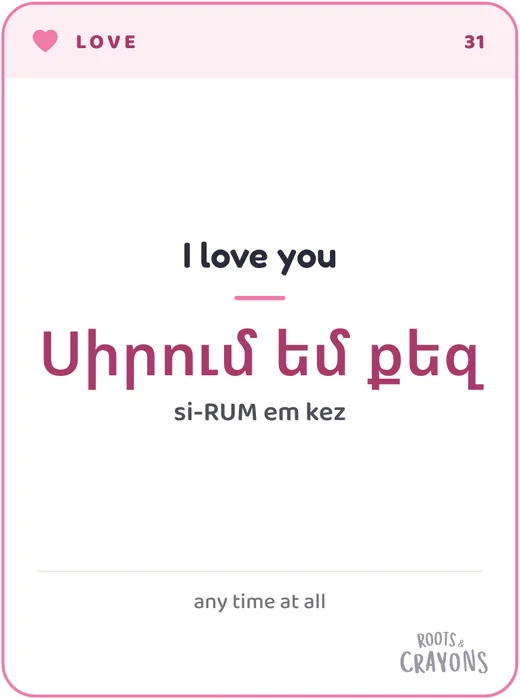 LOVE
31
I love you
Սիրում եմ քեզ
si-RUM em kez
any time at all
ROOTS &
CRAYONS